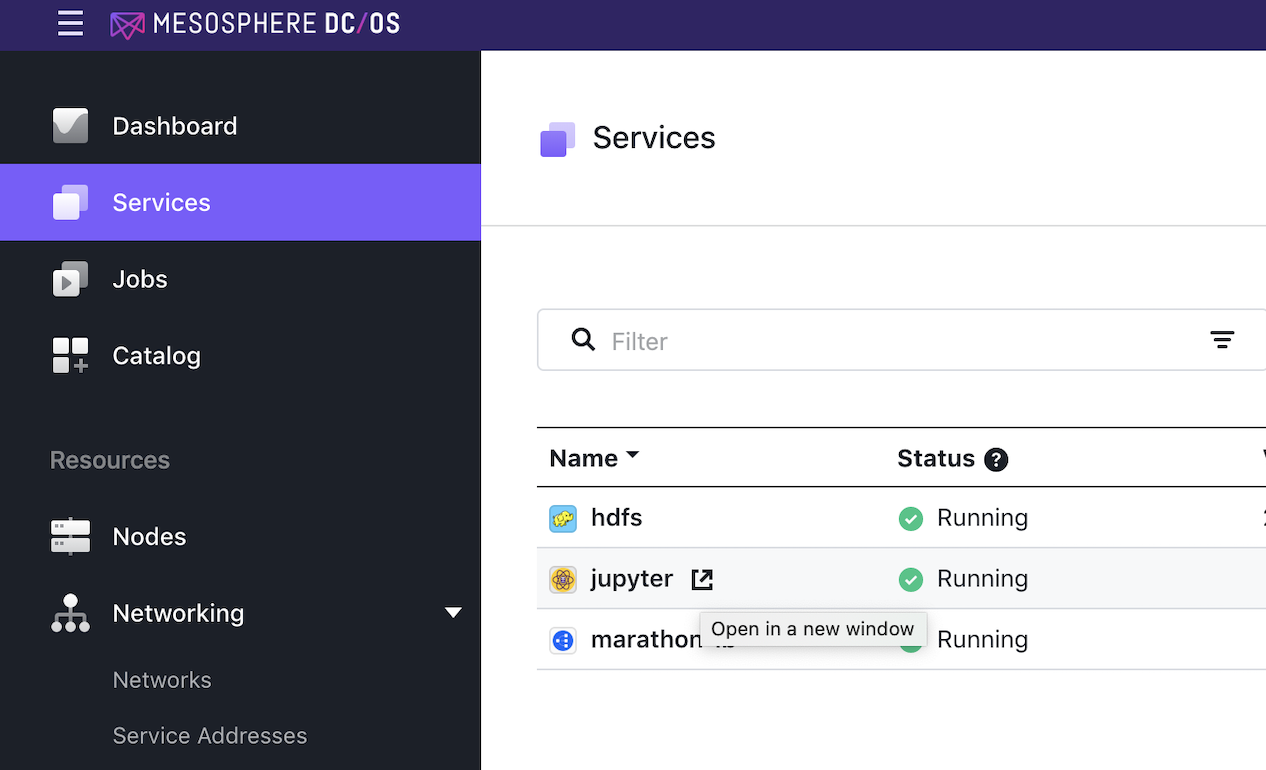 MESOSPHERE DC/OS
Dashboard
Services
Jobs
Catalog
Resources
Nodes
Networking
Networks
Service Addresses
Services
Filter
Name Status ?
hdfs Running
jupyter Running
Open in a new window
marathon Running